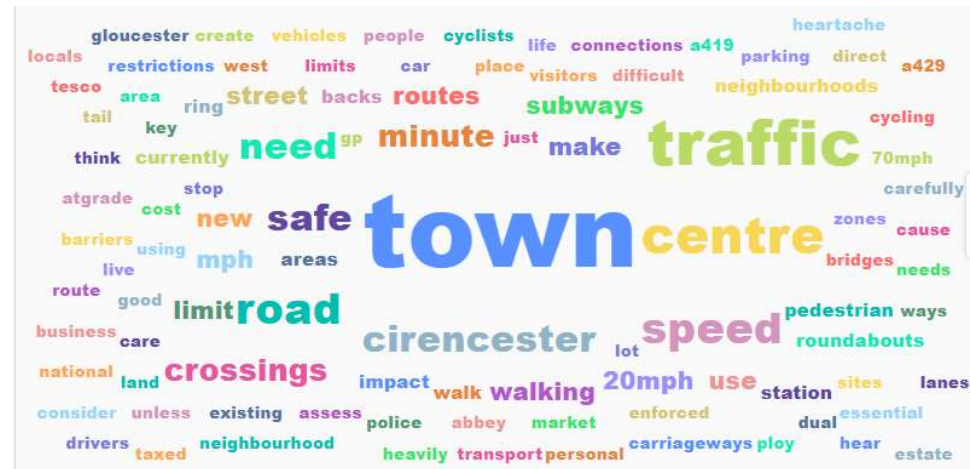 heartache
gloucester create vehicles people cyclists life connections a419 parking direct a429
locals restrictions west limits car place visitors difficult neighbourhoods
tesco area ring street backs routes subways cycling
tail key need gp minute just make traffic 70mph
think currently
stop carefully
atgrade cost new safe town centre zones cause
barriers using mph areas bridges needs
live
route good limit road speed pedestrian ways
business care cirencester lot roundabouts
national land crossings impact walk walking 20mph use station sites lanes
consider unless existing assess police abbey market enforced dual essential
drivers taxed neighbourhood heavily transport personal carriageways ploy hear estate